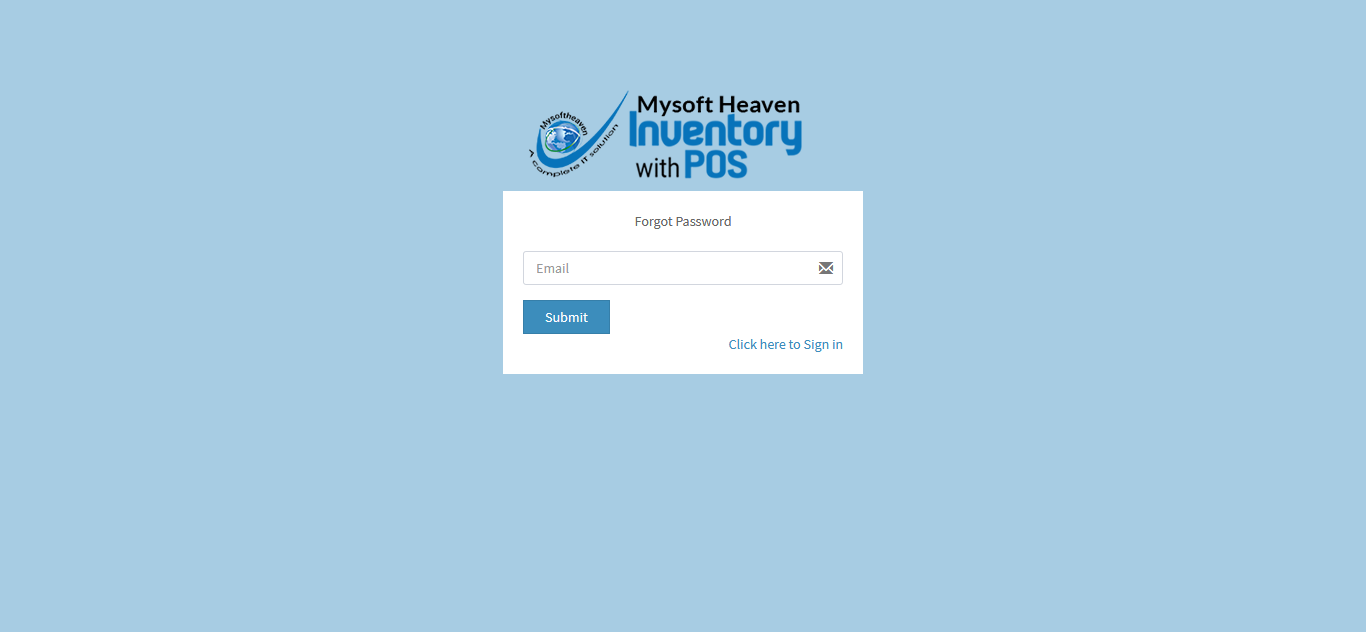 Mysoftheaven
A complete IT solution
Mysoft Heaven
Inventory
with POS
Forgot Password
Email
Submit
Click here to Sign in